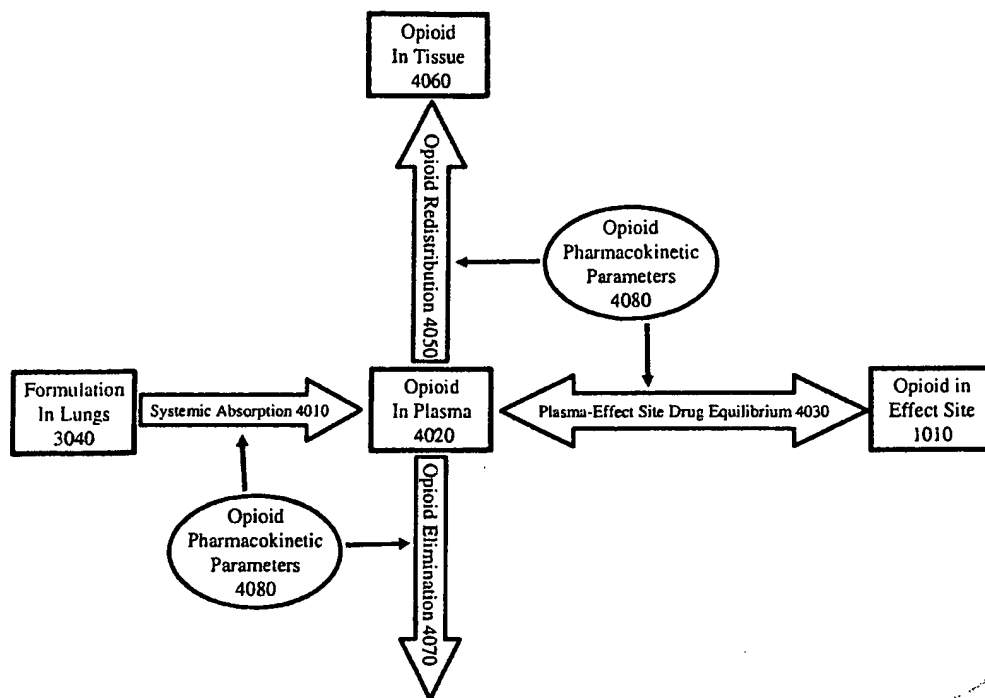 Opioid
In Tissue
4060
Opioid Redistribution 4050
Opioid
Pharmacokinetic
Parameters
4080
Formulation
In Lungs
3040
Systemic Absorption 4010
Opioid
In Plasma
4020
Plasma-Effect Site Drug Equilibrium 4030
Opioid in
Effect Site
1010
Opioid
Pharmacokinetic
Parameters
4080
Opioid Elimination 4070